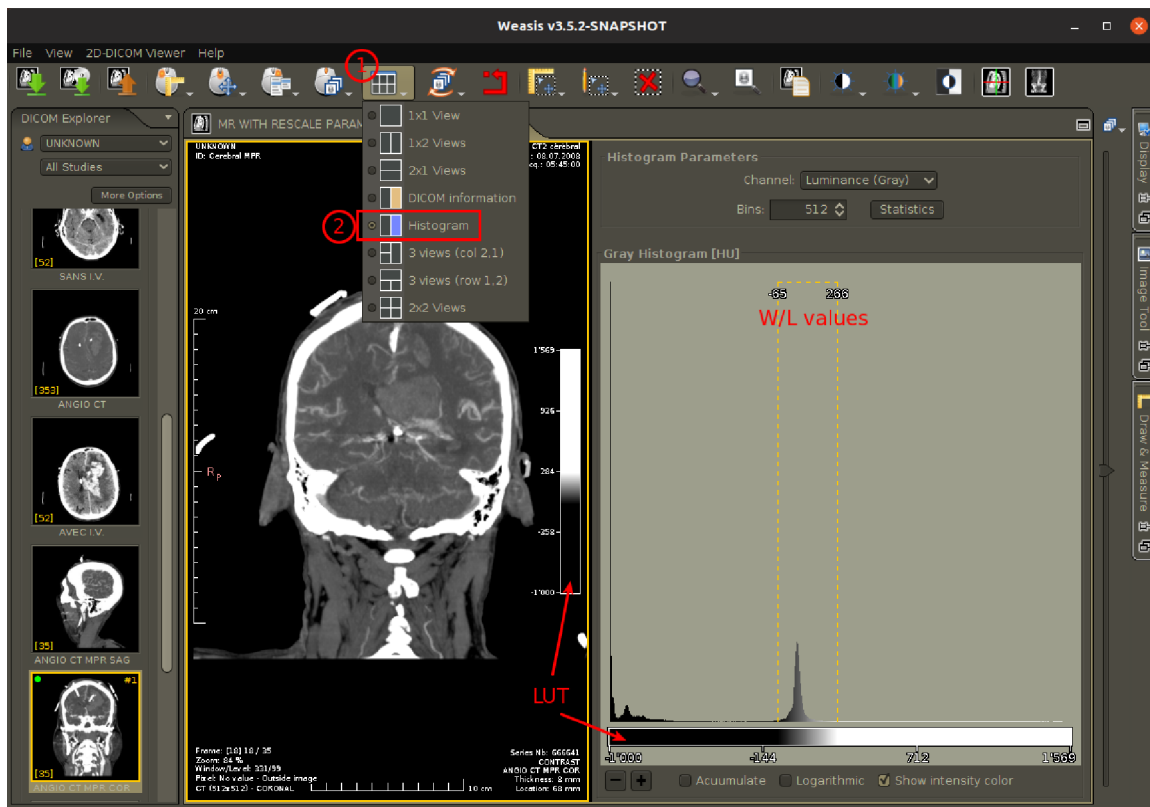 Weasis v3.5.2-SNAPSHOT
File View 2D-DICOM Viewer Help
1
DICOM Explorer
UNKNOWN
All Studies
More Options
[52]
SANS I.V.
[353]
ANGIO CT
[52]
AVEC I.V.
[35]
ANGIO CT MPR SAG
#1
[35]
ANGIO CT MPR COR
MR WITH RESCALE PARAM
1x1 View
1x2 Views
2x1 Views
DICOM information
2
Histogram
3 views (col 2,1)
3 views (row 1,2)
2x2 Views
UNKNOWN
ID: Cerebral MPR
CT2 cérébral
: 08.07.2008
cq.: 05:45:00
20 cm
R P
1'569
926
284
-258
-1'000
LUT
Frame: [18] 18 / 35
Zoom: 84 %
Window/Level: 331/99
Pixel: No value - Outside image
CT (512x512) - CORONAL
10 cm
Series Nb: 666641
CONTRAST
ANGIO CT MPR COR
Thickness: 8 mm
Location: 68 mm
Histogram Parameters
Channel: Luminance (Gray)
Bins: 512 Statistics
Gray Histogram [HU]
-65 266
W/L values
-1'000 -144 712 1'569
Accumulate Logarithmic Show intensity color
Display
Image Tool
Draw & Measure